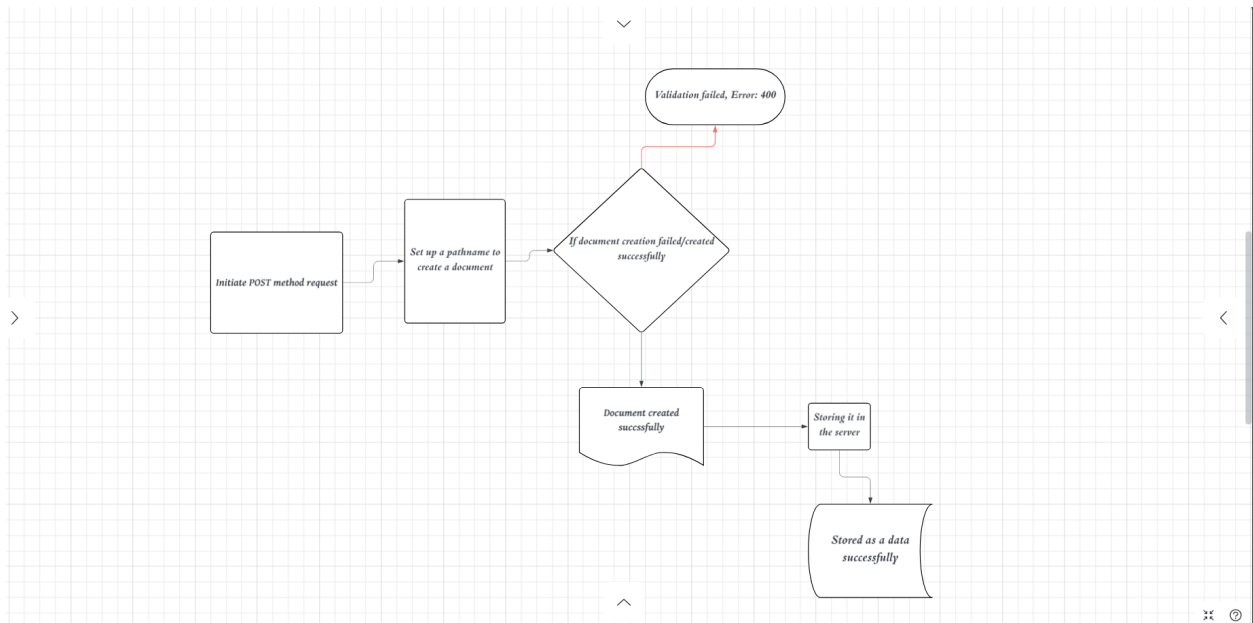 Validation failed, Error: 400
If document creation failed/created
successfully
Set up a pathname to
create a document
Initiate POST method request
Document created
succssfully
Storing it in
the server
Stored as a data
successfully